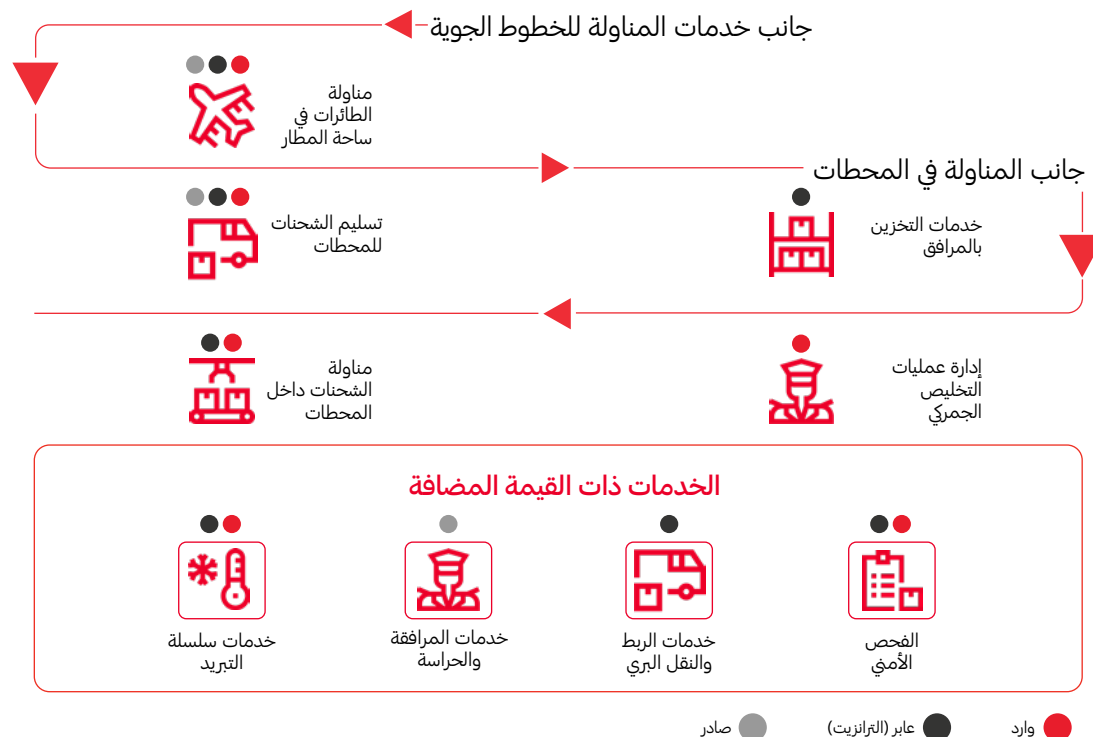 جانب خدمات المناولة للخطوط الجوية
مناولة
الطائرات في
ساحة المطار
جانب المناولة في المحطات
خدمات التخزين
بالمرافق
تسليم الشحنات
للمحطات
إدارة عمليات
التخليص
الجمركي
مناولة
الشحنات داخل
المحطات
الخدمات ذات القيمة المضافة
الفحص
الأمني
خدمات الربط
والنقل البري
خدمات المرافقة
والحراسة
خدمات سلسلة
التبريد
وارد
عابر (الترانزيت)
صادر